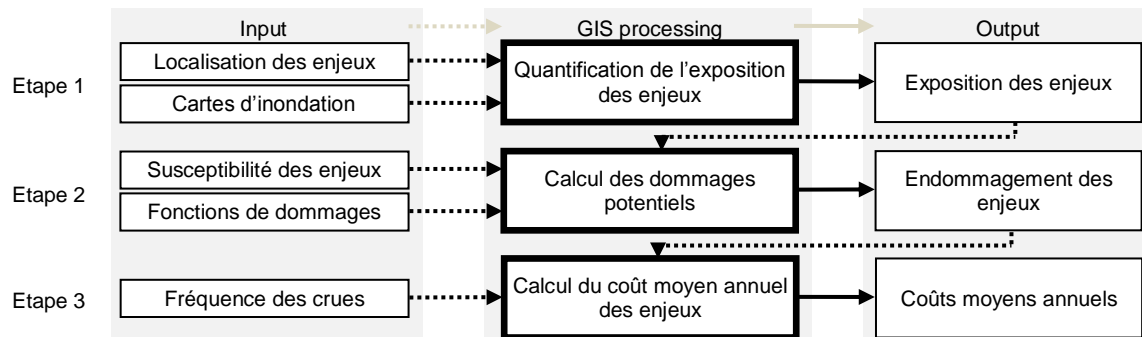 Input
GIS processing
Output
Etape 1
Localisation des enjeux
Cartes d’inondation
Quantification de l’exposition
des enjeux
Exposition des enjeux
Etape 2
Susceptibilité des enjeux
Fonctions de dommages
Calcul des dommages
potentiels
Endommagement des
enjeux
Etape 3
Fréquence des crues
Calcul du coût moyen annuel
des enjeux
Coûts moyens annuels